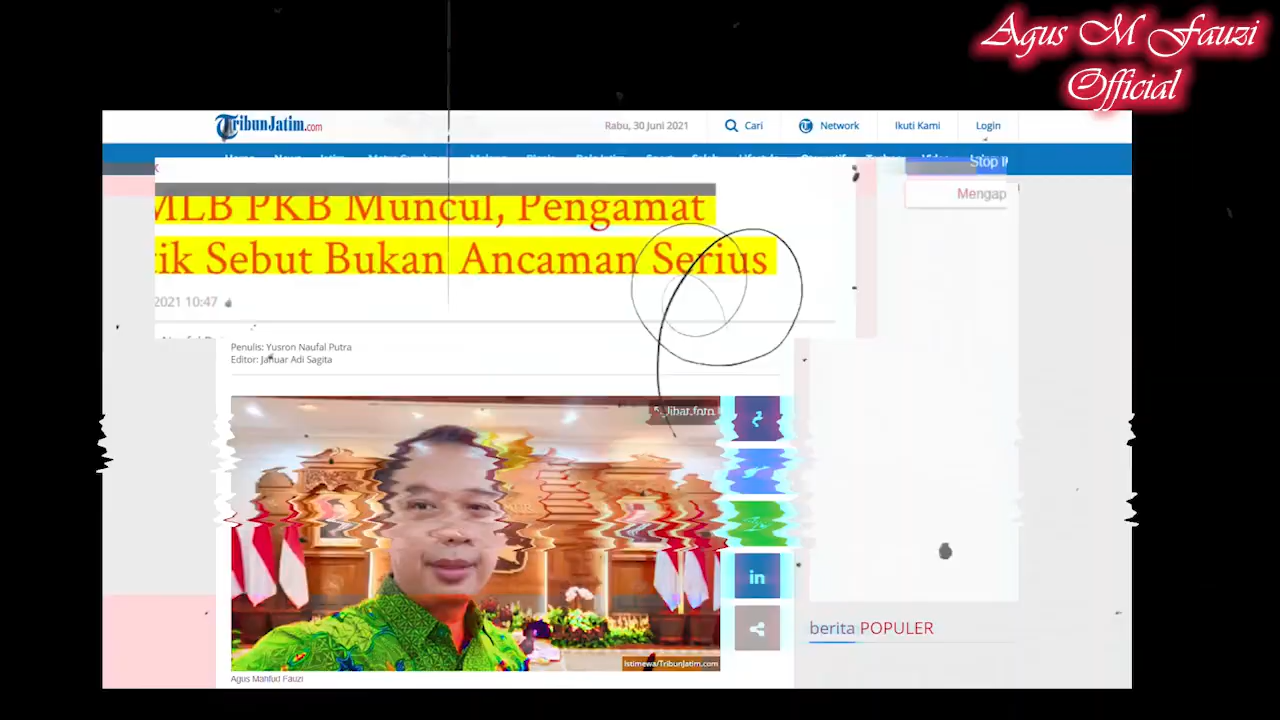 Agus M Fauzi
Official
TribunJatim.com
Rabu, 30 Juni 2021
Cari
Network
Ikuti Kami
Login
Stop
Mengap
MLB PKB Muncul, Pengamat
tik Sebut Bukan Ancaman Serius
2021 10:47
Penulis: Yusron Naufal Putra
Editor: Januar Adi Sagita
lihat foto
in
Istimewa/TribunJatim.com
Agus Mahfud Fauzi
berita POPULER